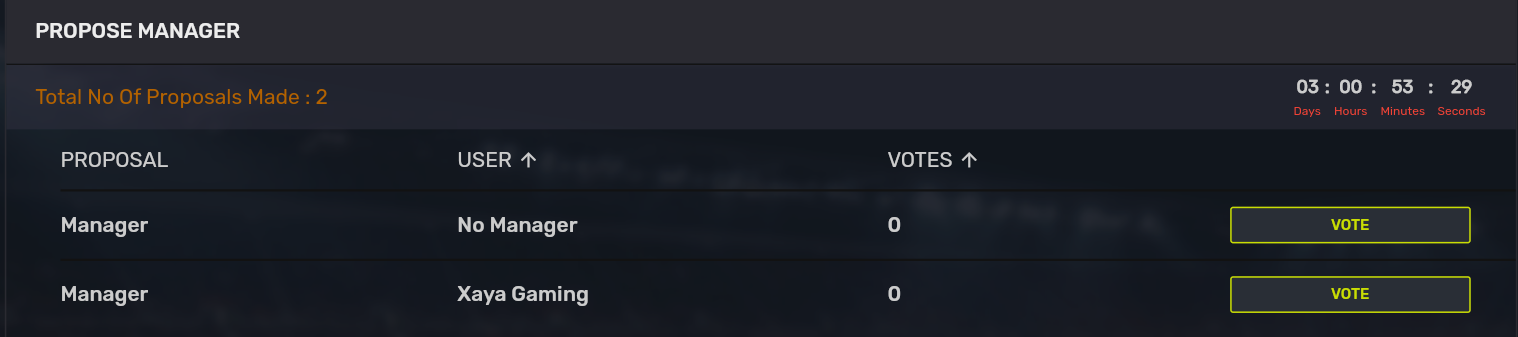 PROPOSE MANAGER
Total No Of Proposals Made : 2
03 : 00 : 53 : 29
Days Hours Minutes Seconds
PROPOSAL USER ↑ VOTES ↑
Manager No Manager 0 VOTE
Manager Xaya Gaming 0 VOTE